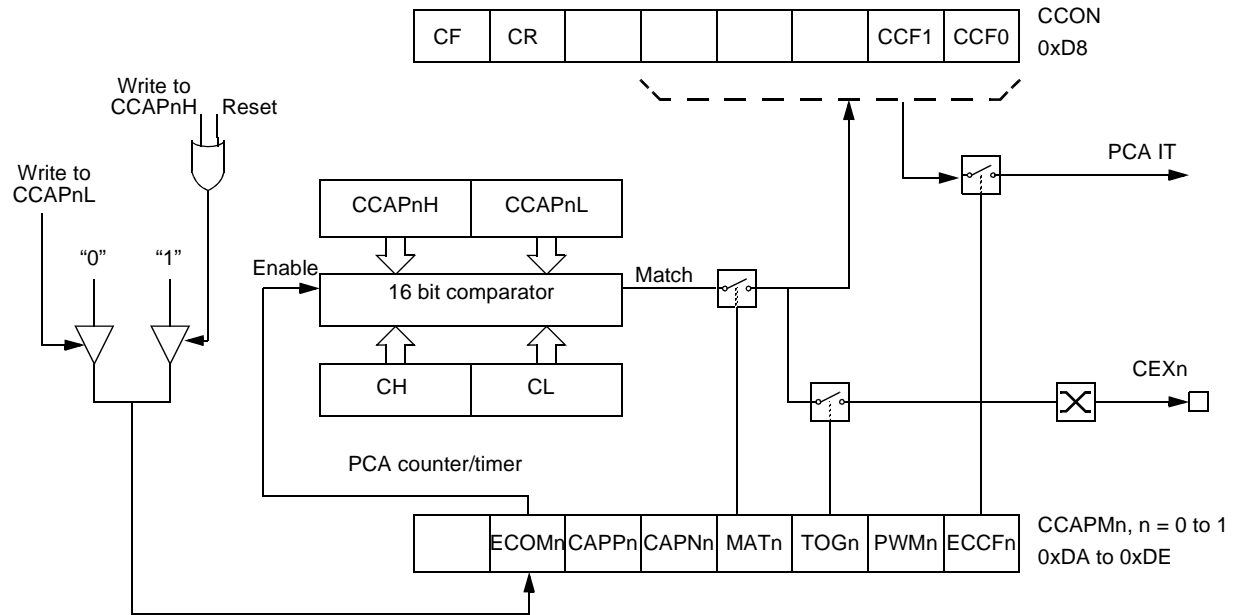 CF CR CCF1 CCF0
CCON
0xD8
Write to
CCAPnH Reset
Write to
CCAPnL
“0” “1”
PCA IT
CCAPnH CCAPnL
Enable
16 bit comparator
Match
CH CL
CEXn
PCA counter/timer
ECOMn CAPPn CAPNn MATn TOGn PWMn ECCFn
CCAPMn, n = 0 to 1
0xDA to 0xDE